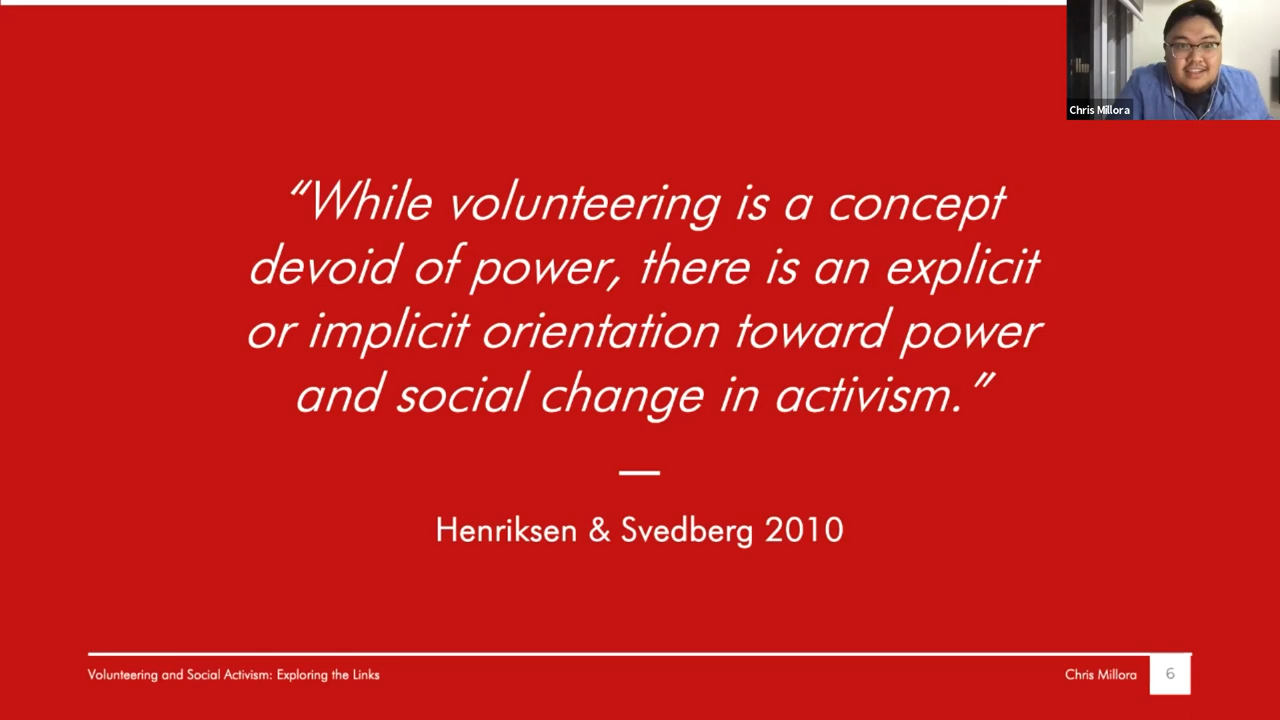 Chris Millora
“While volunteering is a concept
devoid of power, there is an explicit
or implicit orientation toward power
and social change in activism.”
Henriksen & Svedberg 2010
Volunteering and Social Activism: Exploring the Links
Chris Millora
6